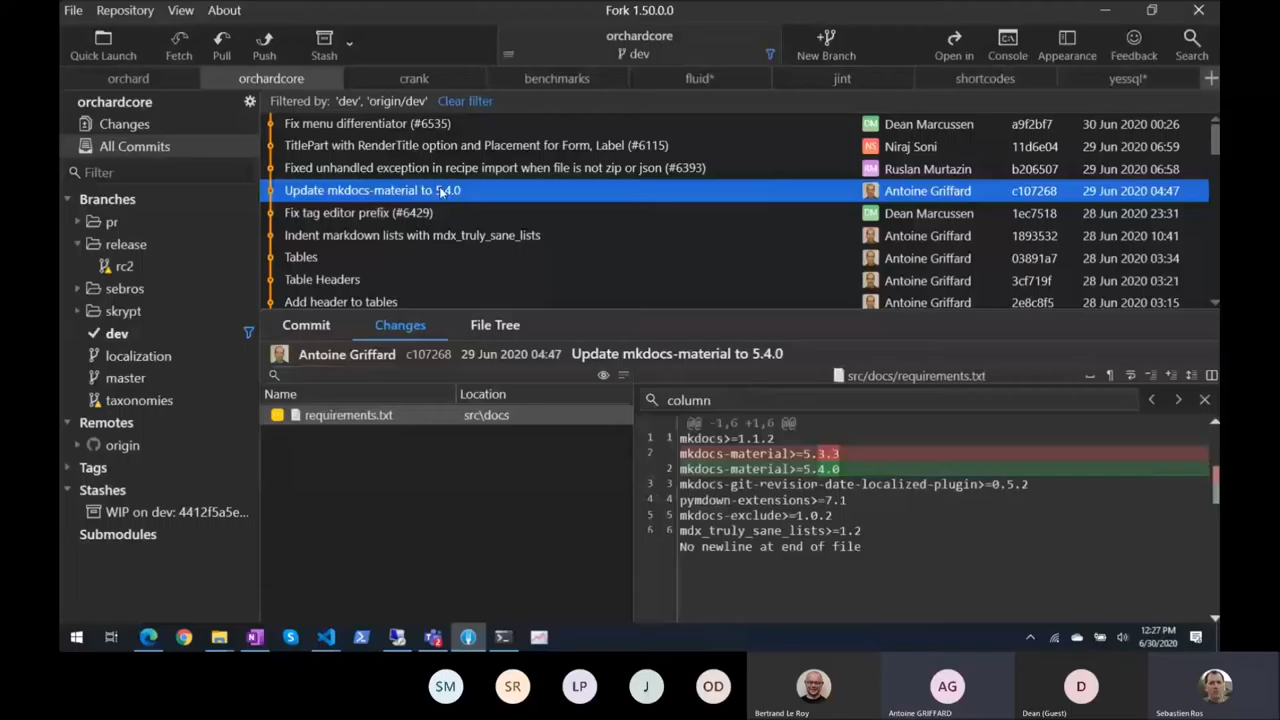 File Repository View About Fork 1.50.0.0
Quick Launch Fetch Pull Push Stash orchardcore dev New Branch Open in Console Appearance Feedback Search
orchard orchardcore crank benchmarks fluid* jint shortcodes yessql*
orchardcore
Changes
All Commits
Filter
Branches
pr
release
rc2
sebros
skrypt
dev
localization
master
taxonomies
Remotes
origin
Tags
Stashes
WIP on dev: 4412f5a5e...
Submodules
Filtered by: 'dev', 'origin/dev' Clear filter
Fix menu differentiator (#6535) DM Dean Marcussen a9f2bf7 30 Jun 2020 00:26
TitlePart with RenderTitle option and Placement for Form, Label (#6115) NS Niraj Soni 11d6e04 29 Jun 2020 06:59
Fixed unhandled exception in recipe import when file is not zip or json (#6393) RM Ruslan Murtazin b206507 29 Jun 2020 06:58
Update mkdocs-material to 5.4.0 Antoine Griffard c107268 29 Jun 2020 04:47
Fix tag editor prefix (#6429) DM Dean Marcussen 1ec7518 28 Jun 2020 23:31
Indent markdown lists with mdx_truly_sane_lists Antoine Griffard 1893532 28 Jun 2020 10:41
Tables Antoine Griffard 03891a7 28 Jun 2020 03:34
Table Headers Antoine Griffard 3cf719f 28 Jun 2020 03:21
Add header to tables Antoine Griffard 2e8c8f5 28 Jun 2020 03:15
Commit Changes File Tree
Antoine Griffard c107268 29 Jun 2020 04:47 Update mkdocs-material to 5.4.0
src/docs/requirements.txt
Name Location
requirements.txt src\docs
column
@@ -1,6 +1,6 @@
1 1 mkdocs>=1.1.2
2 mkdocs-material>=5.3.3
2 mkdocs-material>=5.4.0
3 3 mkdocs-git-revision-date-localized-plugin>=0.5.2
4 4 pymdown-extensions>=7.1
5 5 mkdocs-exclude>=1.0.2
6 6 mdx_truly_sane_lists>=1.2
No newline at end of file
12:27 PM
6/30/2020
SM SR LP J OD AG D
Bertrand Le Roy Antoine GRIFFARD Dean (Guest) Sebastien Ros